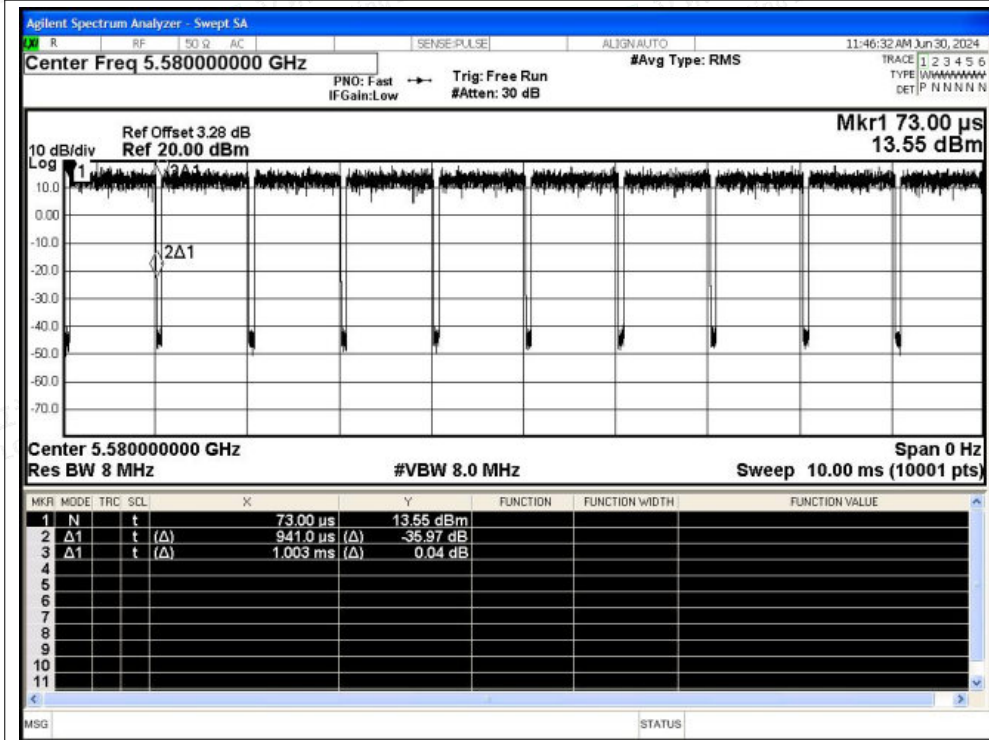 Agilent Spectrum Analyzer - Swept SA
LXI R RF 50 Ω AC SENSE:PULSE ALIGN AUTO 11:46:32 AM Jun 30, 2024
Center Freq 5.580000000 GHz
#Avg Type: RMS
TRACE 1 2 3 4 5 6
PNO: Fast Trig: Free Run
TYPE WWWWWW
IFGain:Low #Atten: 30 dB
DET P N N N N N
Mkr1 73.00 µs
Ref Offset 3.28 dB
10 dB/div Ref 20.00 dBm 13.55 dBm
Log
1 3Δ1
10.0
0.00
-10.0
2Δ1
-20.0
-30.0
-40.0
-50.0
-60.0
-70.0
Center 5.580000000 GHz Span 0 Hz
Res BW 8 MHz #VBW 8.0 MHz Sweep 10.00 ms (10001 pts)
MKR MODE TRC SCL X Y FUNCTION FUNCTION WIDTH FUNCTION VALUE
1 N t 73.00 µs 13.55 dBm
2 Δ1 t (Δ) 941.0 µs (Δ) -35.97 dB
3 Δ1 t (Δ) 1.003 ms (Δ) 0.04 dB
4
5
6
7
8
9
10
11
MSG STATUS